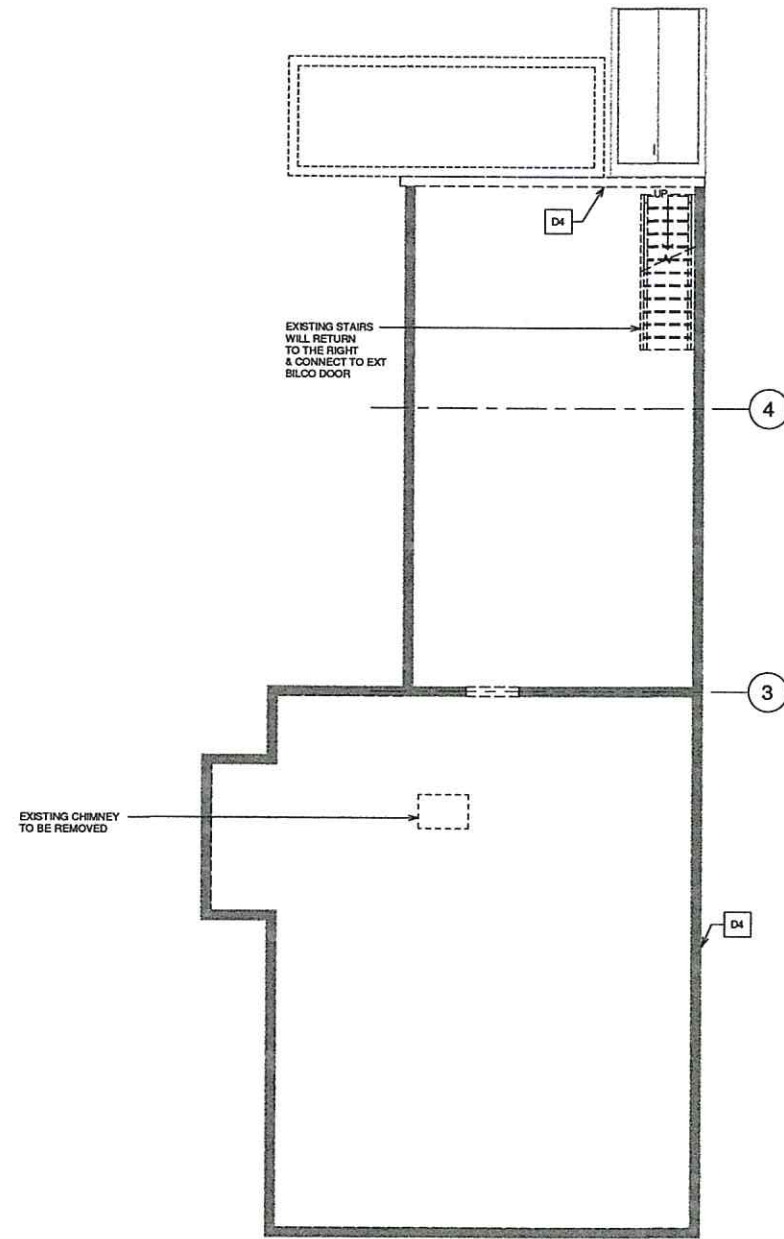 UP
D4
EXISTING STAIRS
WILL RETURN
TO THE RIGHT
& CONNECT TO EXT
BILCO DOOR
4
3
EXISTING CHIMNEY
TO BE REMOVED
D4